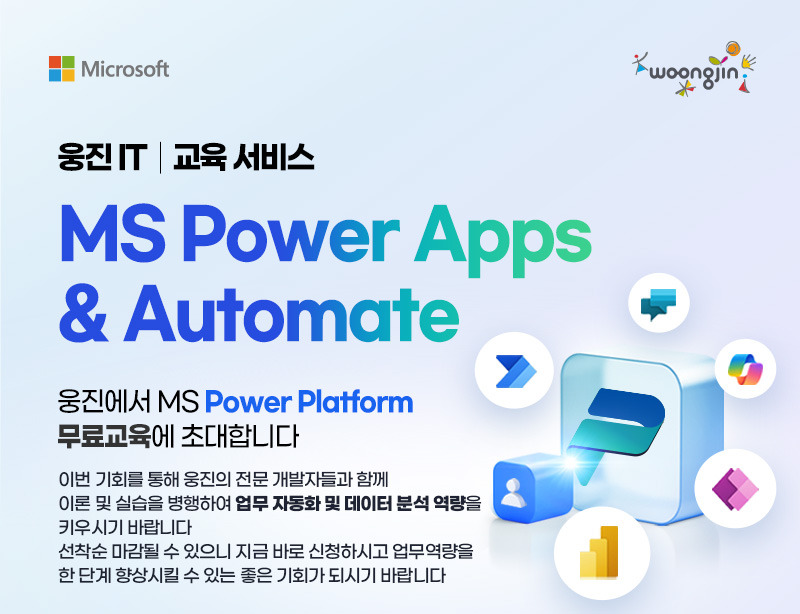 Microsoft
woongjin
웅진 IT | 교육 서비스
MS Power Apps
& Automate
웅진에서 MS Power Platform
무료교육에 초대합니다
이번 기회를 통해 웅진의 전문 개발자들과 함께
이론 및 실습을 병행하여 업무 자동화 및 데이터 분석 역량을
키우시기 바랍니다
선착순 마감될 수 있으니 지금 바로 신청하시고 업무역량을
한 단계 향상시킬 수 있는 좋은 기회가 되시기 바랍니다